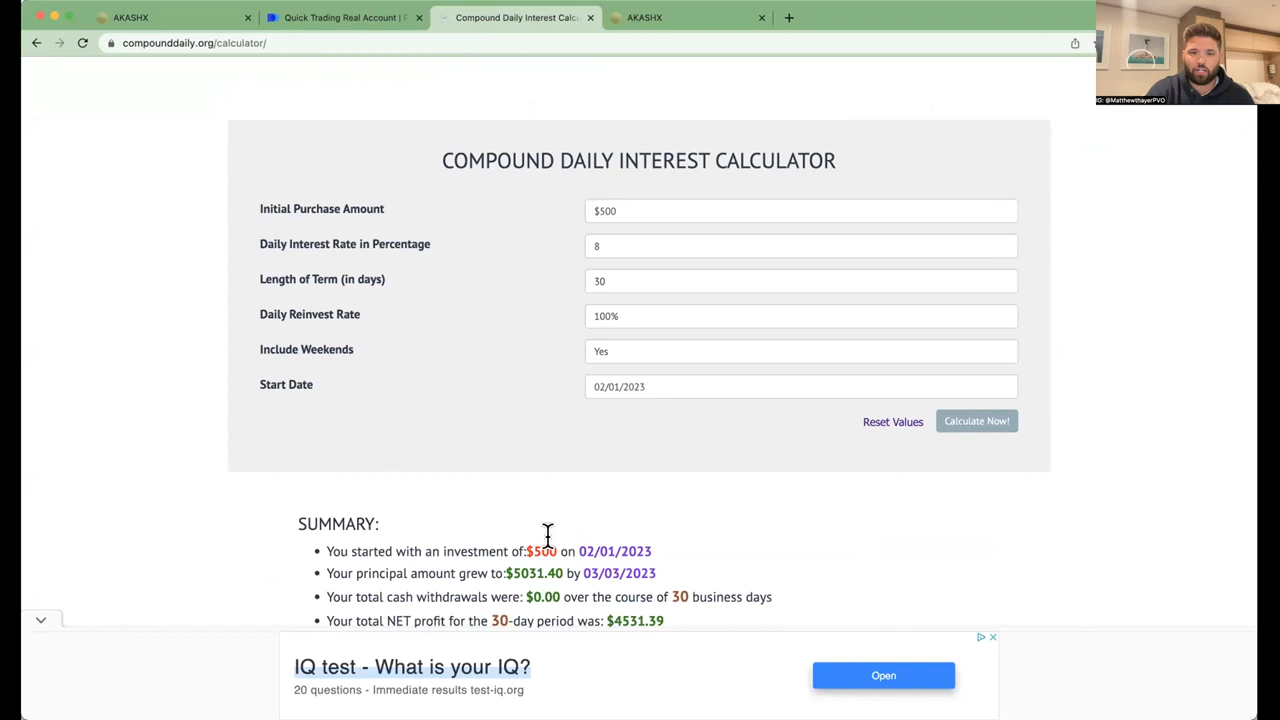 AKASHX
Quick Trading Real Account |
Compound Daily Interest Calcu
AKASHX
compounddaily.org/calculator/
IG: @MatthewthayerPVO
COMPOUND DAILY INTEREST CALCULATOR
Initial Purchase Amount
$500
Daily Interest Rate in Percentage
8
Length of Term (in days)
30
Daily Reinvest Rate
100%
Include Weekends
Yes
Start Date
02/01/2023
Reset Values
Calculate Now!
SUMMARY:
You started with an investment of:$500 on 02/01/2023
Your principal amount grew to:$5031.40 by 03/03/2023
Your total cash withdrawals were: $0.00 over the course of 30 business days
Your total NET profit for the 30-day period was: $4531.39
IQ test - What is your IQ?
20 questions - Immediate results test-iq.org
Open